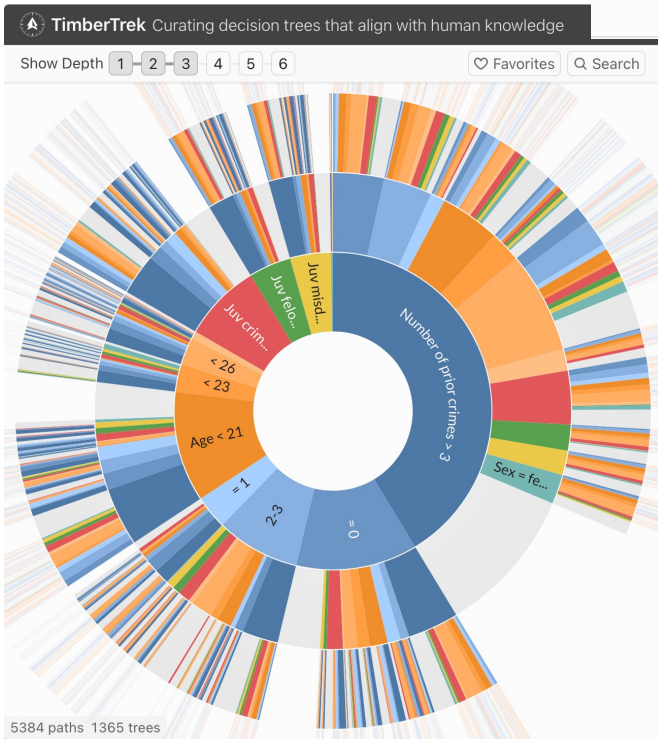 TimberTrek Curating decision trees that align with human knowledge
Show Depth 1 2 3 4 5 6
Favorites
Search
Number of prior crimes > 3
Sex = fe...
= 0
2-3
= 1
Age < 21
< 23
< 26
Juv crim...
Juv felo...
Juv misd...
5384 paths 1365 trees